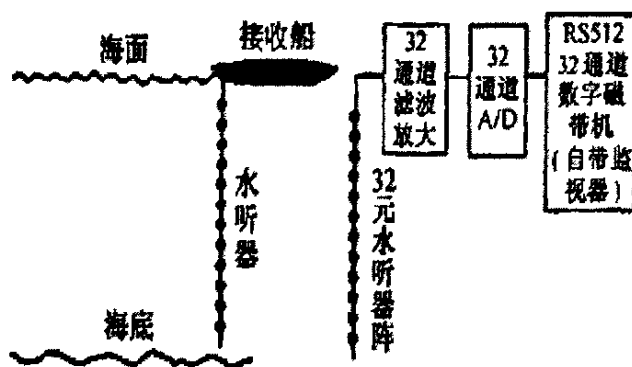 海面
接收船
水听器
海底
32元水听器阵
32
通道
滤波
放大
32
通道
A/D
RS512
32通道
数字磁
带机
(自带监
视器)